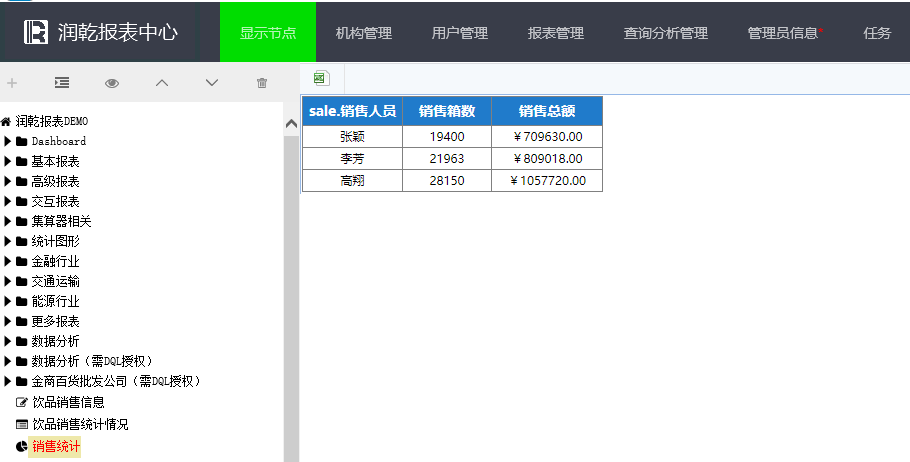 润乾报表中心 显示节点 机构管理 用户管理 报表管理 查询分析管理 管理员信息* 任务
润乾报表DEMO
Dashboard
基本报表
高级报表
交互报表
集算器相关
统计图形
金融行业
交通运输
能源行业
更多报表
数据分析
数据分析（需DQL授权）
金商百货批发公司（需DQL授权）
饮品销售信息
饮品销售统计情况
销售统计
sale.销售人员 销售箱数 销售总额
张颖 19400 ￥709630.00
李芳 21963 ￥809018.00
高翔 28150 ￥1057720.00